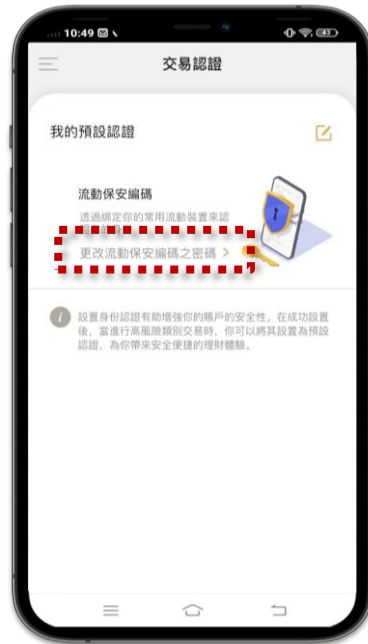 10:49
交易認證
我的預設認證
流動保安編碼
透過綁定你的常用流動裝置來認
更改流動保安編碼之密碼 >
設置身份認證有助增強你的賬戶的安全性。在成功設置
後，當進行高風險類別交易時，你可以將其設置為預設
認證，為你帶來安全便捷的理財體驗。